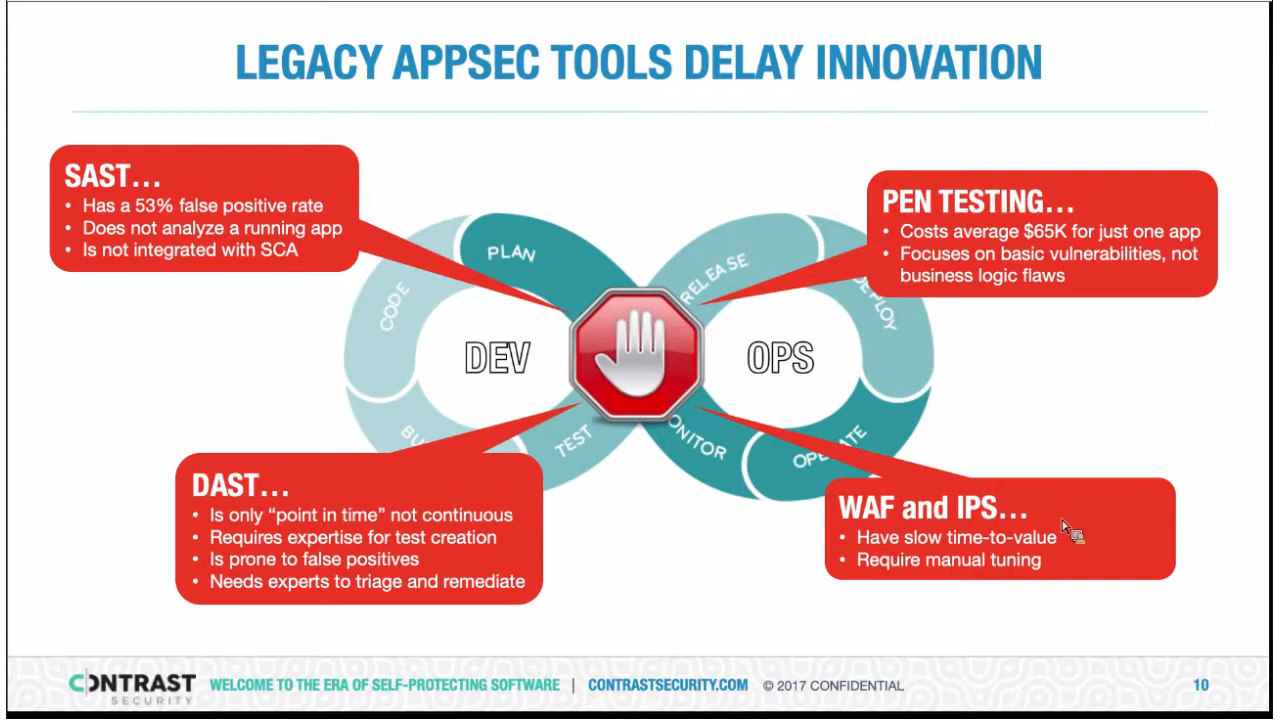 LEGACY APPSEC TOOLS DELAY INNOVATION
SAST...
• Has a 53% false positive rate
• Does not analyze a running app
• Is not integrated with SCA
PEN TESTING...
• Costs average $65K for just one app
• Focuses on basic vulnerabilities, not
business logic flaws
PLAN
RELEASE
CODE
DEV
OPS
TEST
DAST...
• Is only “point in time” not continuous
• Requires expertise for test creation
• Is prone to false positives
• Needs experts to triage and remediate
WAF and IPS...
• Have slow time-to-value
• Require manual tuning
CONTRAST
SECURITY
WELCOME TO THE ERA OF SELF-PROTECTING SOFTWARE | CONTRASTSECURITY.COM © 2017 CONFIDENTIAL
10